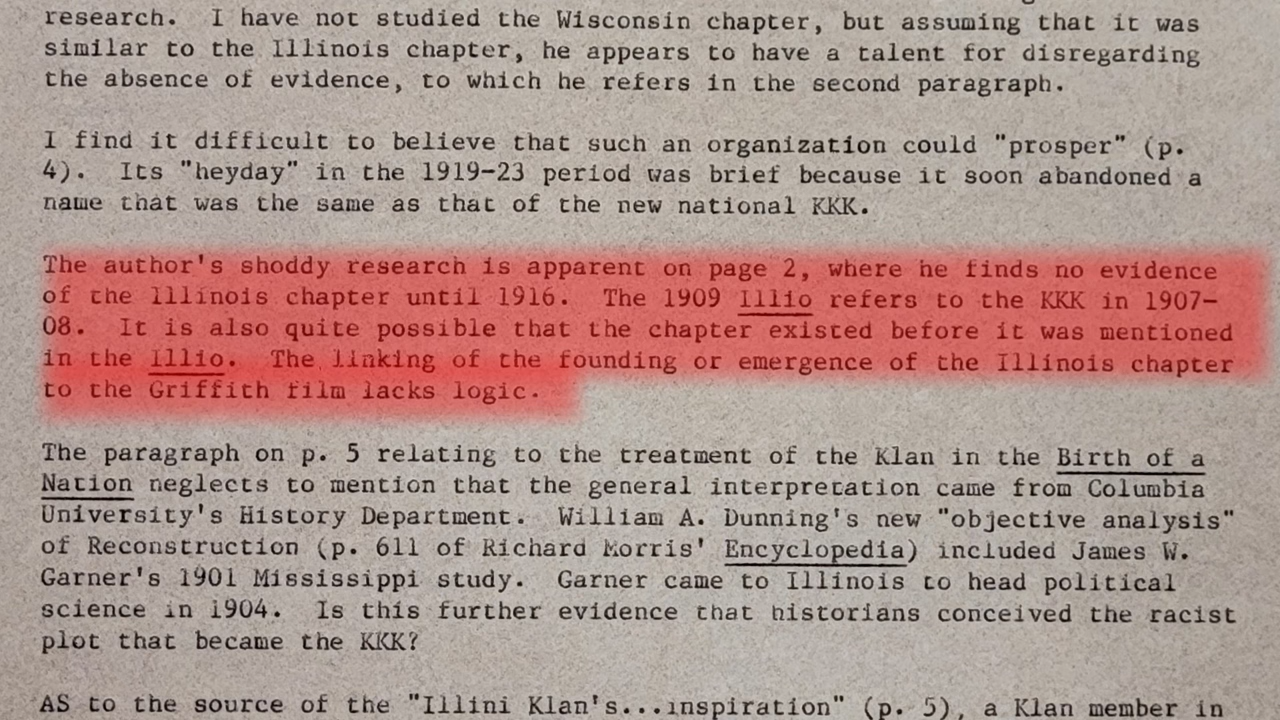 research.  I have not studied the Wisconsin chapter, but assuming that it was
similar to the Illinois chapter, he appears to have a talent for disregarding
the absence of evidence, to which he refers in the second paragraph.
I find it difficult to believe that such an organization could "prosper" (p.
4).  Its "heyday" in the 1919-23 period was brief because it soon abandoned a
name that was the same as that of the new national KKK.
The author's shoddy research is apparent on page 2, where he finds no evidence
of the Illinois chapter until 1916.  The 1909 Illio refers to the KKK in 1907-
08.  It is also quite possible that the chapter existed before it was mentioned
in the Illio.  The linking of the founding or emergence of the Illinois chapter
to the Griffith film lacks logic.
The paragraph on p. 5 relating to the treatment of the Klan in the Birth of a
Nation neglects to mention that the general interpretation came from Columbia
University's History Department.  William A. Dunning's new "objective analysis"
of Reconstruction (p. 611 of Richard Morris' Encyclopedia) included James W.
Garner's 1901 Mississippi study.  Garner came to Illinois to head political
science in 1904.  Is this further evidence that historians conceived the racist
plot that became the KKK?
AS to the source of the "Illini Klan's...inspiration" (p. 5), a Klan member in